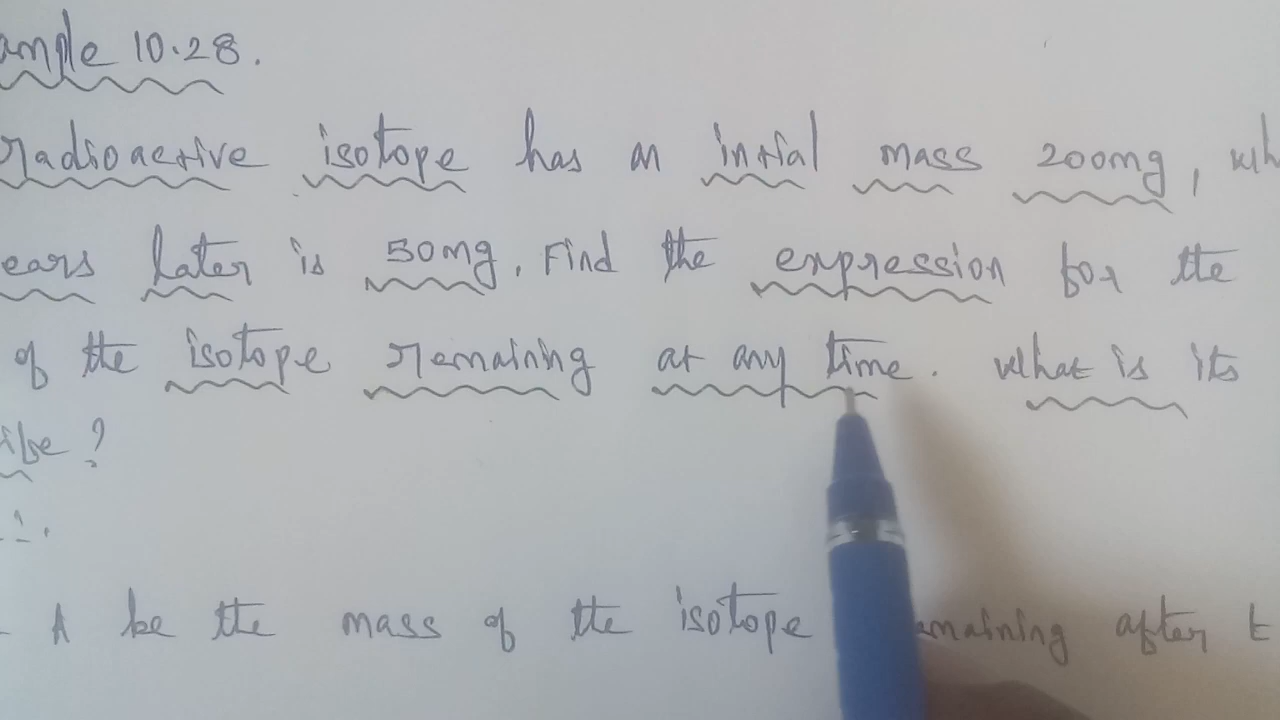 ample 10.28.
radioactive isotope has an initial mass 200mg, wh
ears later is 50mg. Find the expression for the
of the isotope remaining at any time. what is its
ife?
A be the mass of the isotope emaining after t